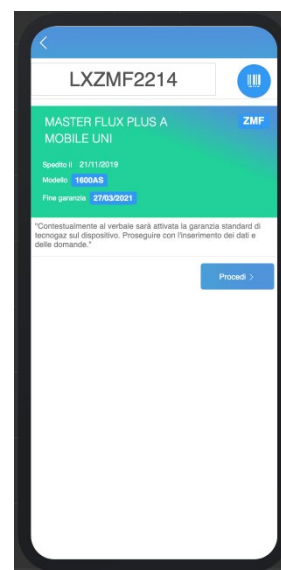 LXZMF2214
MASTER FLUX PLUS A
MOBILE UNI
ZMF
Spedito il 21/11/2019
Modello 1600AS
Fine garanzia 27/03/2021
"Contestualmente al verbale sarà attivata la garanzia standard di
tecnogaz sul dispositivo. Proseguire con l'inserimento dei dati e
delle domande."
Procedi >